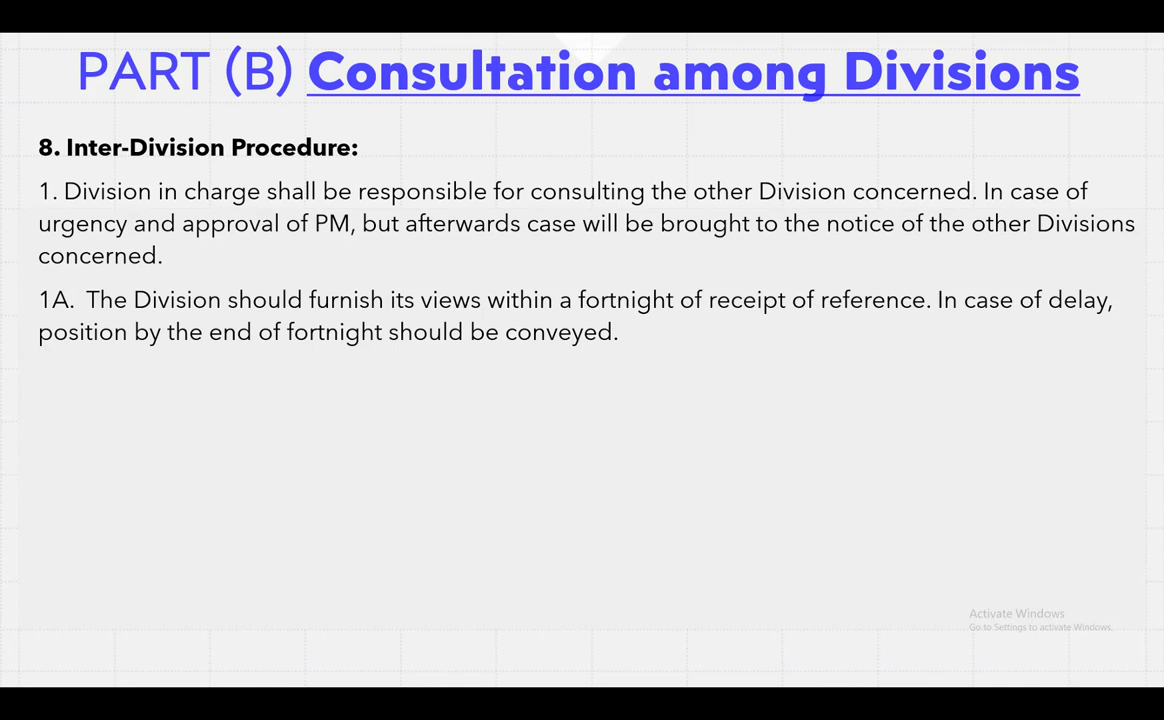 PART (B) Consultation among Divisions
8. Inter-Division Procedure:
1. Division in charge shall be responsible for consulting the other Division concerned. In case of
urgency and approval of PM, but afterwards case will be brought to the notice of the other Divisions
concerned.
1A.  The Division should furnish its views within a fortnight of receipt of reference. In case of delay,
position by the end of fortnight should be conveyed.
Activate Windows
Go to Settings to activate Windows.